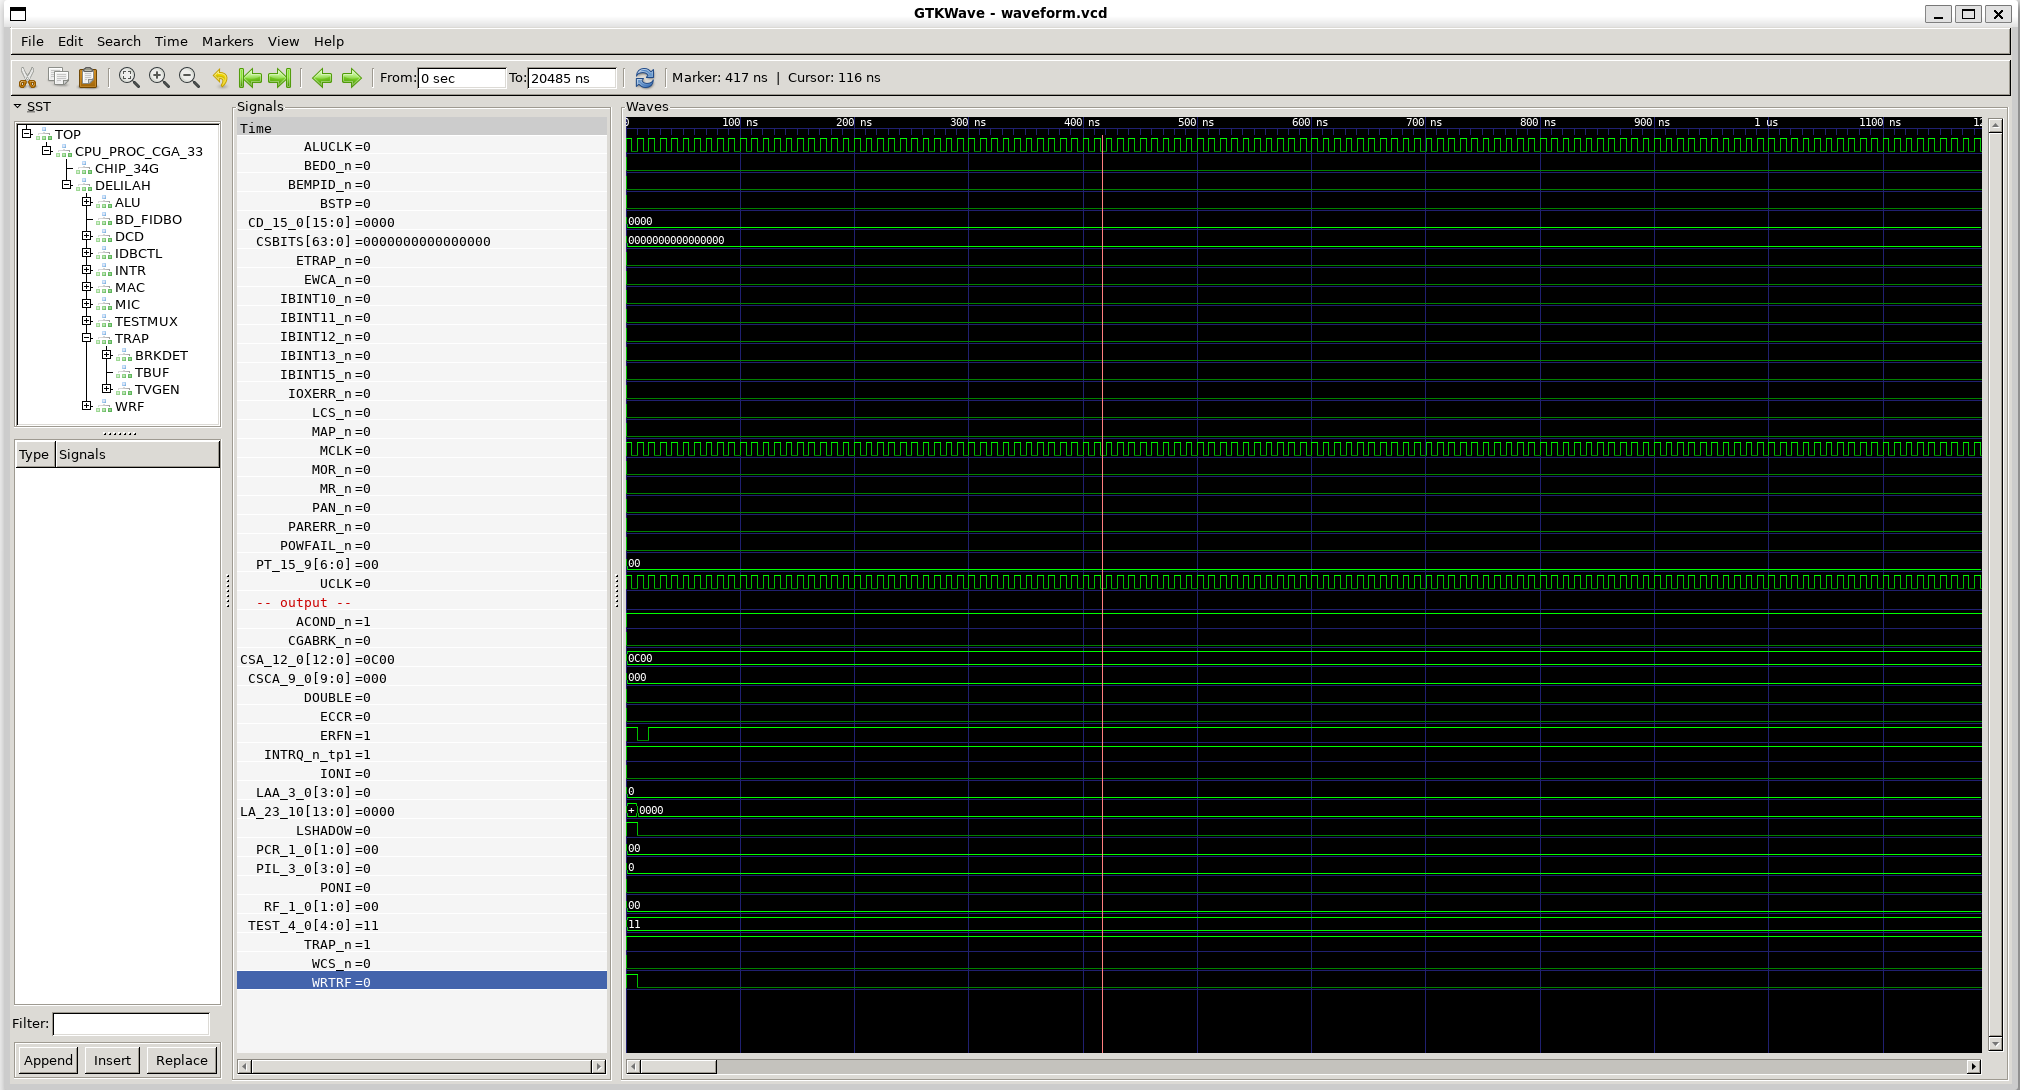 GTKWave - waveform.vcd
File Edit Search Time Markers View Help
From: 0 sec To: 20485 ns Marker: 417 ns | Cursor: 116 ns
SST
TOP
CPU_PROC_CGA_33
CHIP_34G
DELILAH
ALU
BD_FIDBO
DCD
IDBCTL
INTR
MAC
MIC
TESTMUX
TRAP
BRKDET
TBUF
TVGEN
WRF
Type Signals
Filter:
Append Insert Replace
Signals
Time
ALUCLK =0
BEDO_n =0
BEMPID_n =0
BSTP =0
CD_15_0[15:0] =0000
CSBITS[63:0] =0000000000000000
ETRAP_n =0
EWCA_n =0
IBINT10_n =0
IBINT11_n =0
IBINT12_n =0
IBINT13_n =0
IBINT15_n =0
IOXERR_n =0
LCS_n =0
MAP_n =0
MCLK =0
MOR_n =0
MR_n =0
PAN_n =0
PARERR_n =0
POWFAIL_n =0
PT_15_9[6:0] =00
UCLK =0
-- output --
ACOND_n =1
CGABRK_n =0
CSA_12_0[12:0] =0C00
CSCA_9_0[9:0] =000
DOUBLE =0
ECCR =0
ERFN =1
INTRQ_n_tp1 =1
IONI =0
LAA_3_0[3:0] =0
LA_23_10[13:0] =0000
LSHADOW =0
PCR_1_0[1:0] =00
PIL_3_0[3:0] =0
PONI =0
RF_1_0[1:0] =00
TEST_4_0[4:0] =11
TRAP_n =1
WCS_n =0
WRTRF =0
Waves
0 100 ns 200 ns 300 ns 400 ns 500 ns 600 ns 700 ns 800 ns 900 ns 1 us 1100 ns 12
0000
0000000000000000
00
0C00
000
0
+ 0000
00
0
00
11